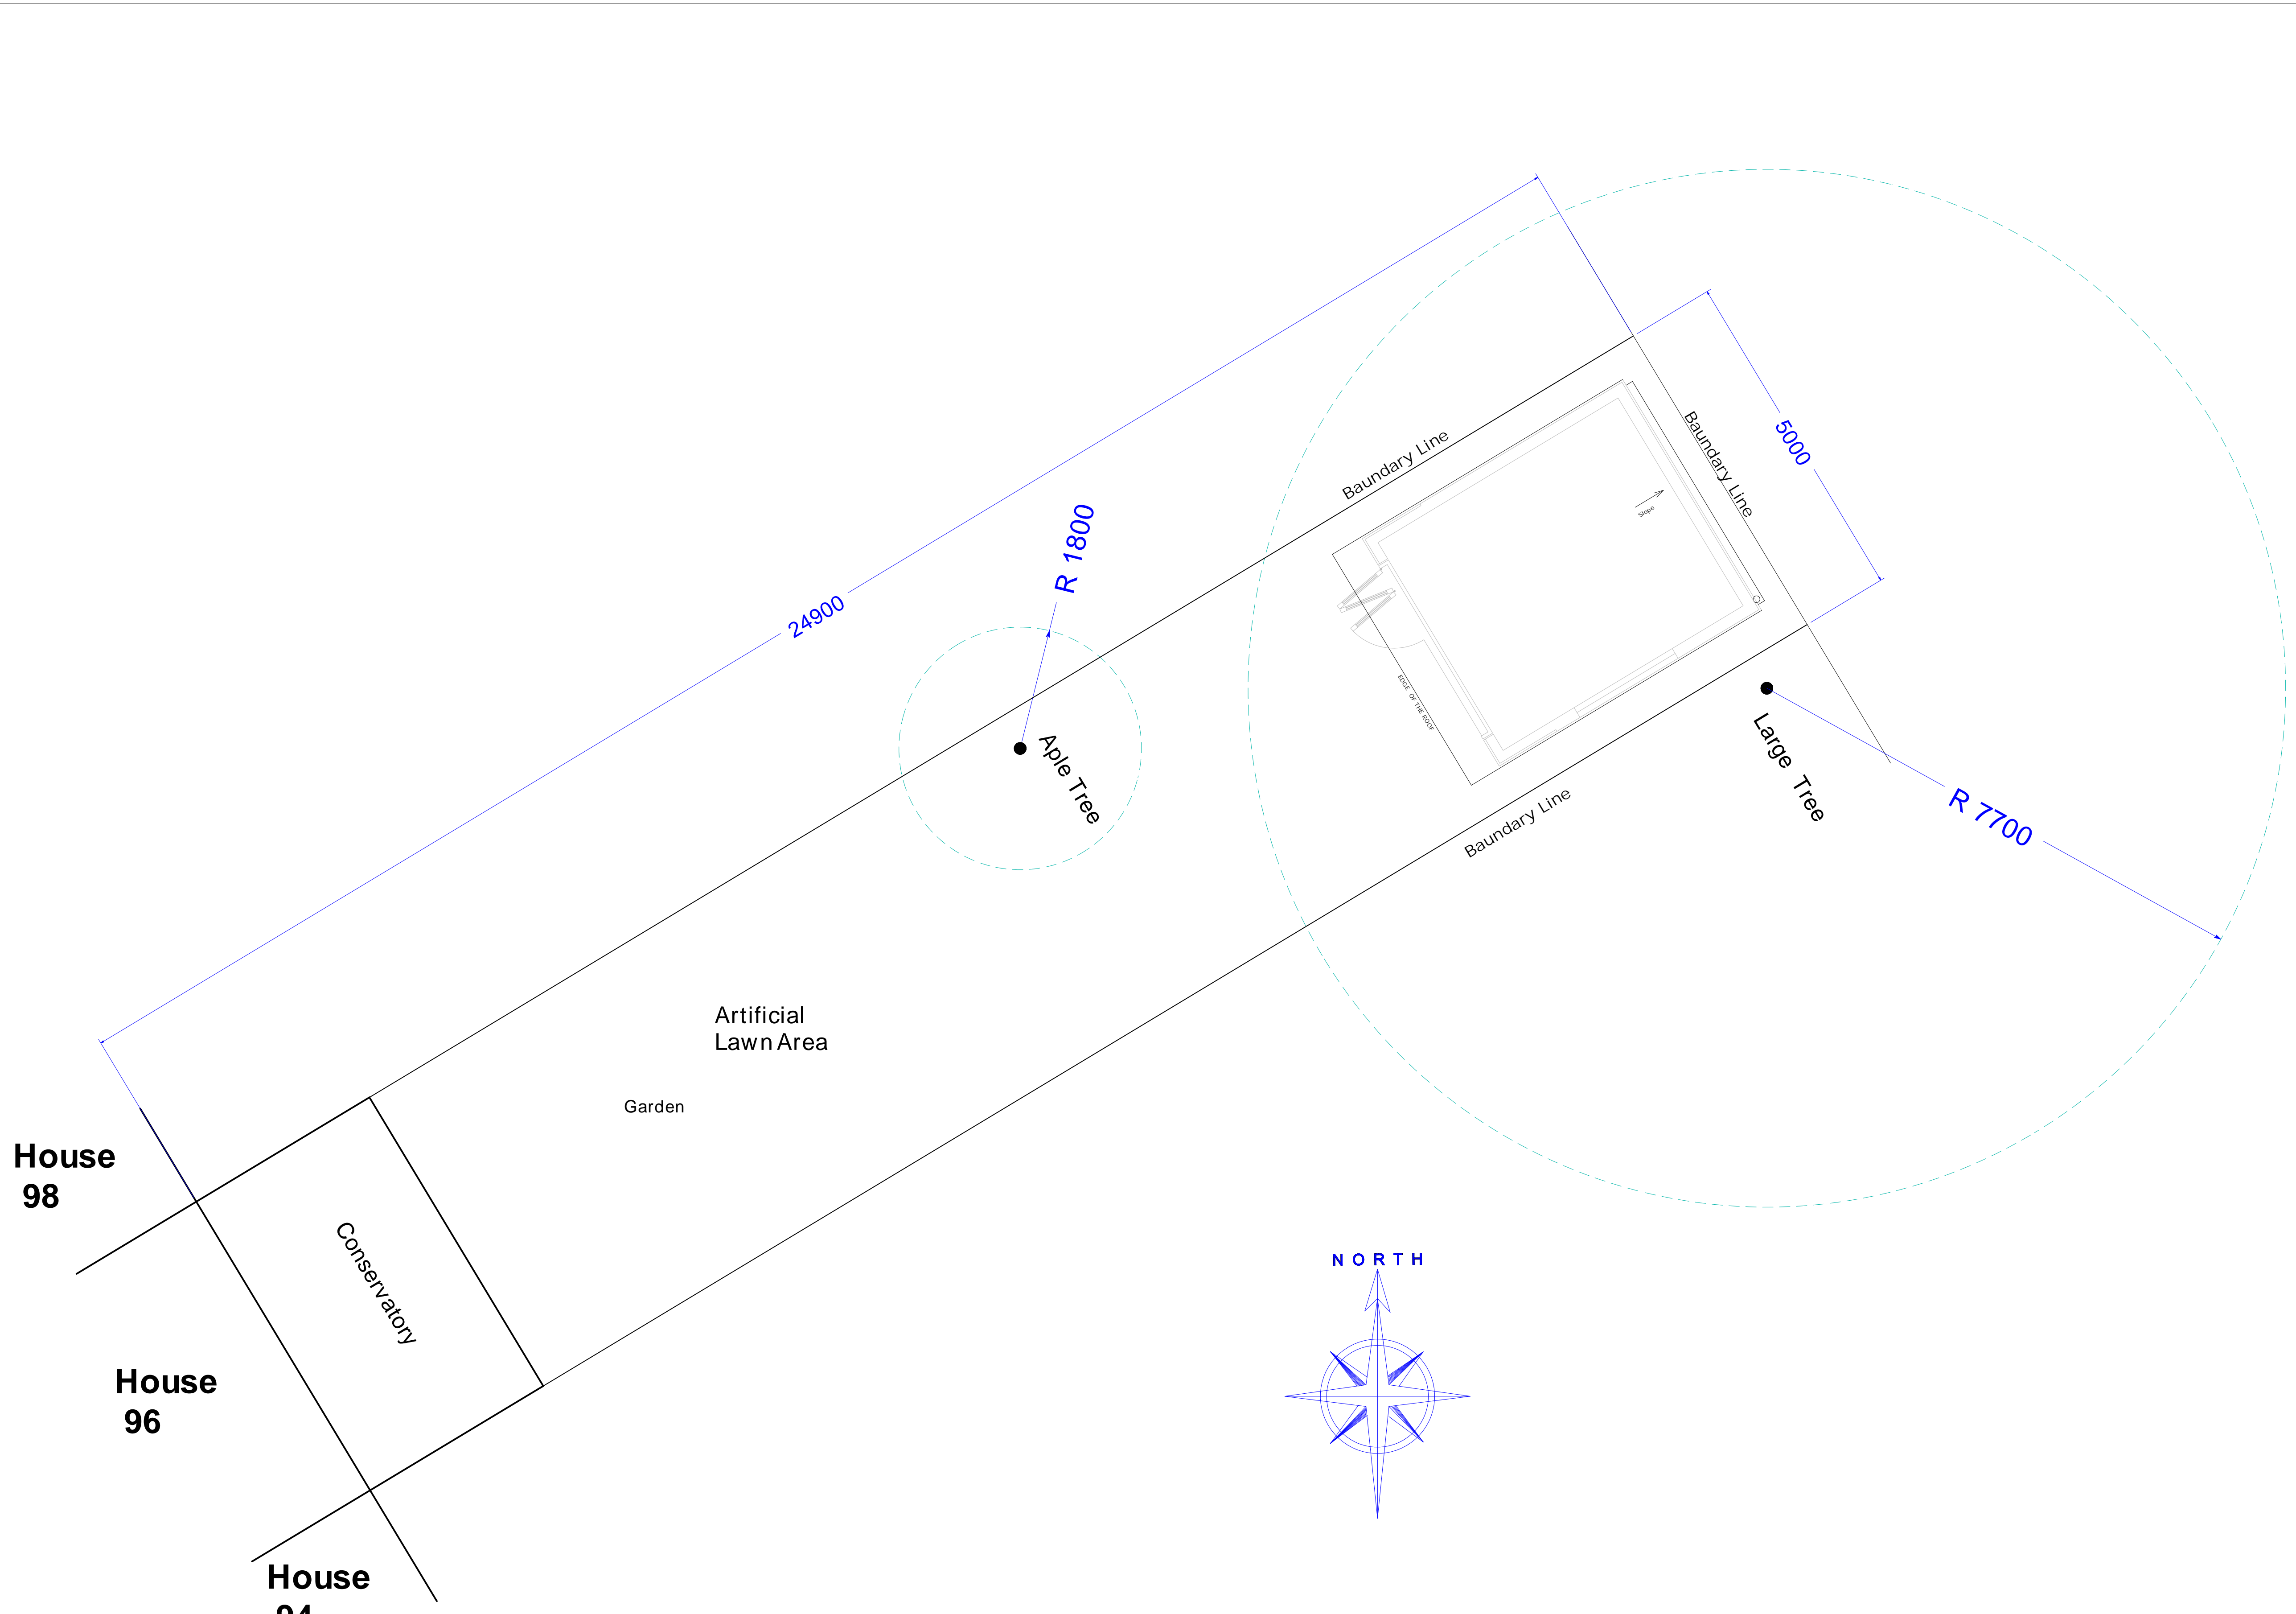 24900
R 1800
Aple Tree
Baundary Line
Baundary Line
5000
Slope
EDGE OF THE ROOF
Baundary Line
Large Tree
R 7700
Artificial
Lawn Area
Garden
Conservatory
House
98
House
96
House
94
NORTH